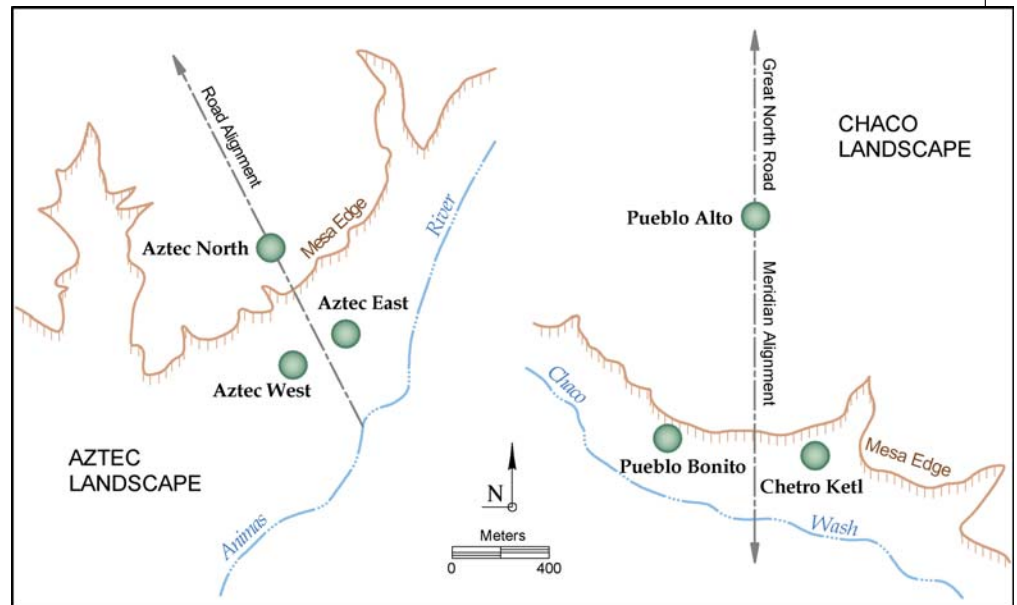 Road Alignment
Aztec North
Mesa Edge
Aztec East
Aztec West
River
Animas
AZTEC
LANDSCAPE
Great North Road
CHACO
LANDSCAPE
Pueblo Alto
Meridian Alignment
Chaco
Pueblo Bonito
Chetro Ketl
Mesa Edge
Wash
N
Meters
0 400